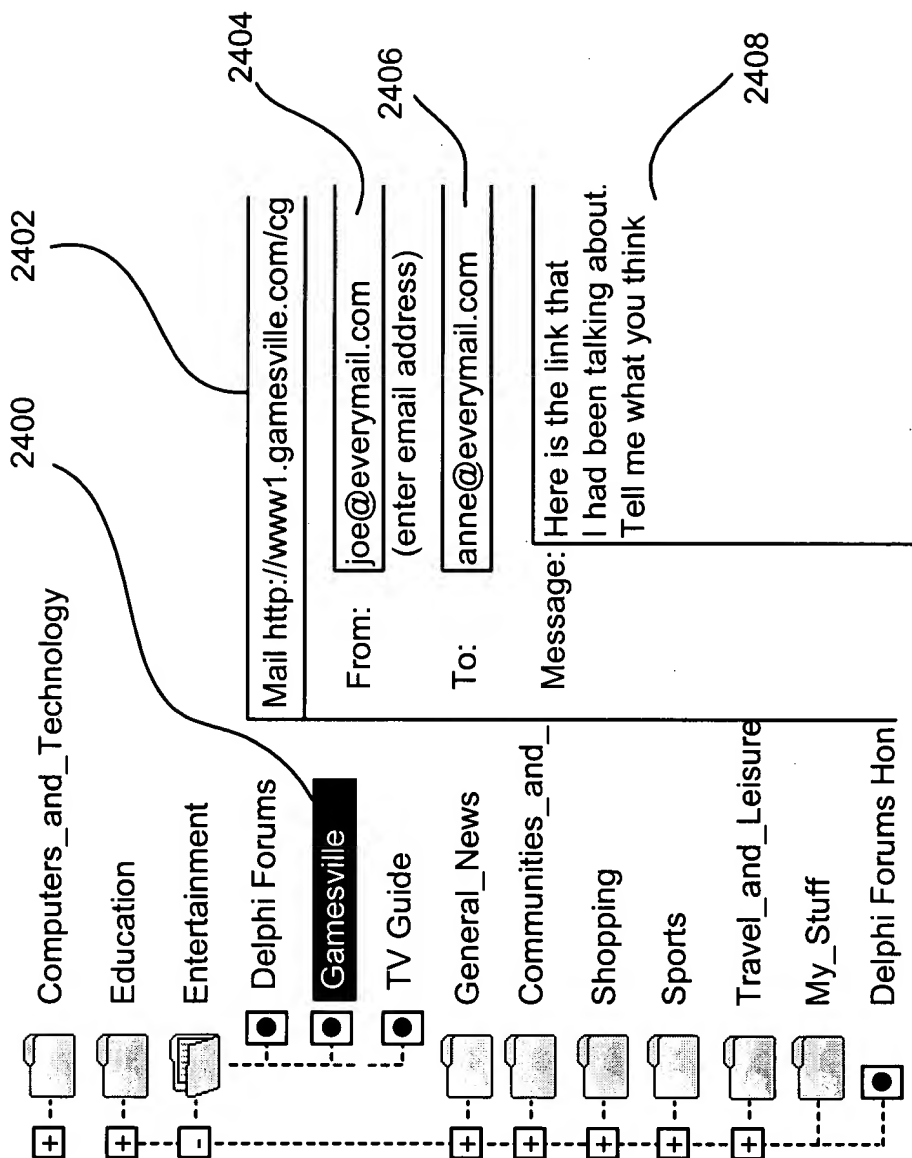 Computers_and_Technology
Education
Entertainment
Delphi Forums
Gamesville
TV Guide
General_News
Communities_and_
Shopping
Sports
Travel_and_Leisure
My_Stuff
Delphi Forums Hon
2400
2402
Mail http://www1.gamesville.com/cg
2404
From: joe@everymail.com
(enter email address)
2406
To: anne@everymail.com
Message: Here is the link that
I had been talking about.
Tell me what you think
2408